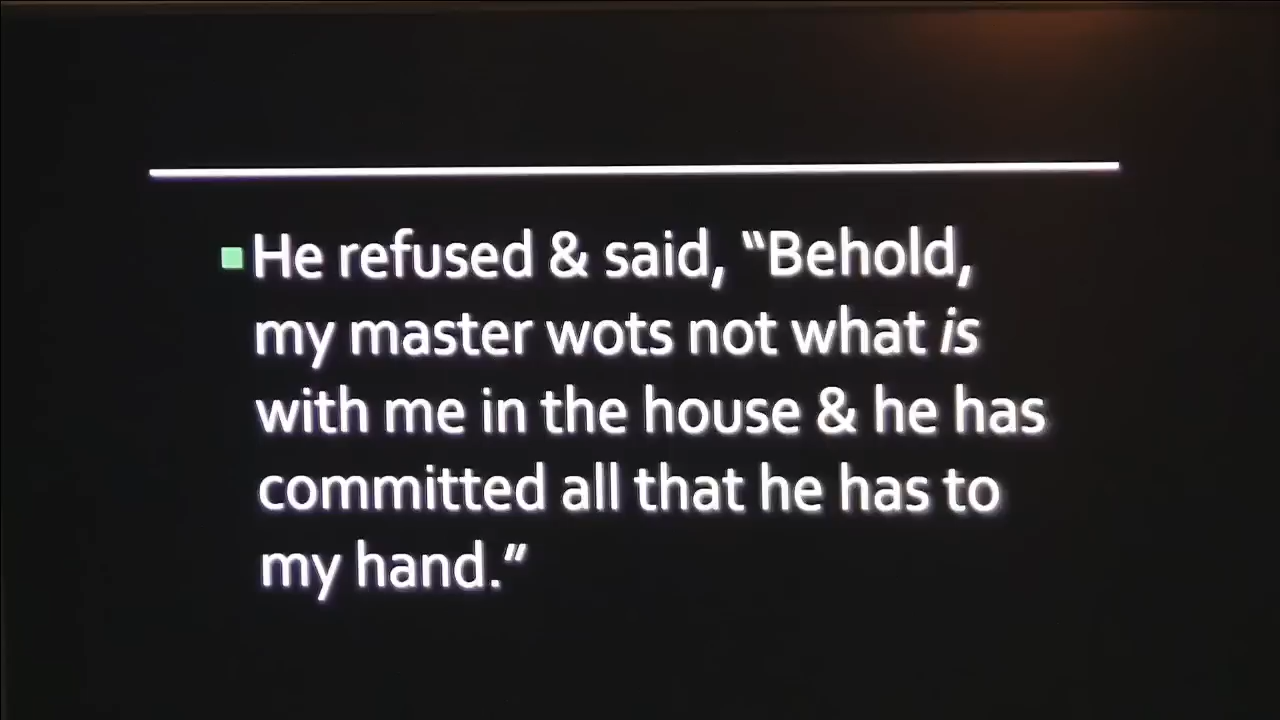 He refused & said, “Behold,
my master wots not what is
with me in the house & he has
committed all that he has to
my hand.”